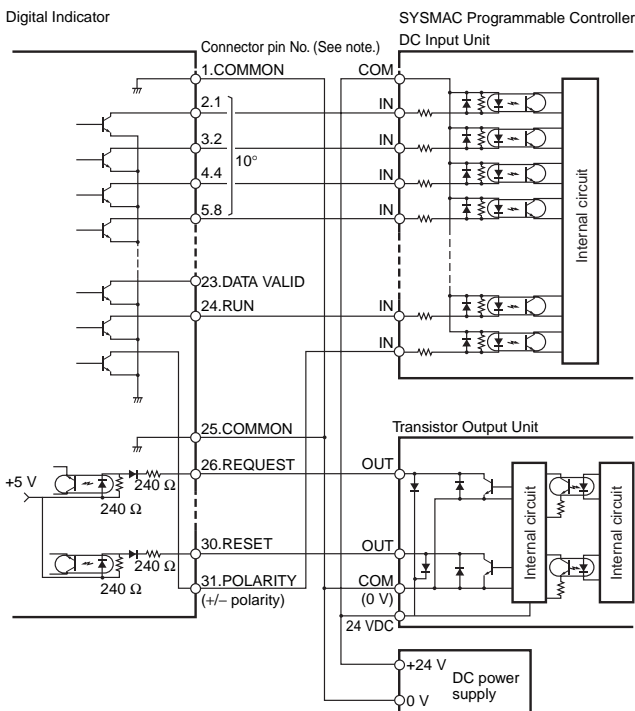 Digital Indicator
SYSMAC Programmable Controller
DC Input Unit
Connector pin No. (See note.)
1.COMMON
COM
2.1
IN
3.2
IN
10°
4.4
IN
5.8
IN
Internal circuit
23.DATA VALID
24.RUN
IN
IN
25.COMMON
Transistor Output Unit
26.REQUEST
OUT
+5 V
240 Ω
240 Ω
Internal circuit
Internal circuit
30.RESET
OUT
240 Ω
240 Ω
31.POLARITY
(+/– polarity)
COM
(0 V)
24 VDC
+24 V
DC power
supply
0 V